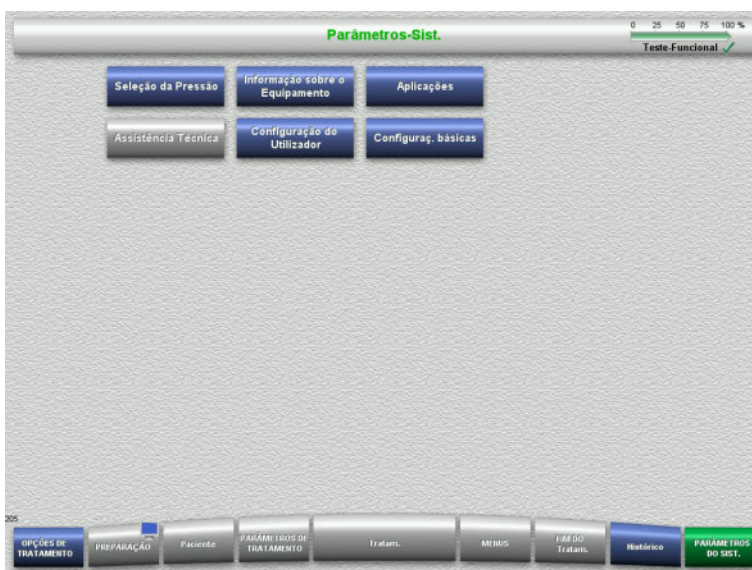 Parâmetros-Sist.
0 25 50 75 100 %
Teste-Funcional
Seleção da Pressão
Informação sobre o
Equipamento
Aplicações
Assistência Técnica
Configuração do
Utilizador
Configuraç. básicas
205
OPÇÕES DE
TRATAMENTO
PREPARAÇÃO
Paciente
PARÂMETROS DE
TRATAMENTO
Tratam.
MENUS
FIM DO
Tratam.
Histórico
PARÂMETROS
DO SIST.